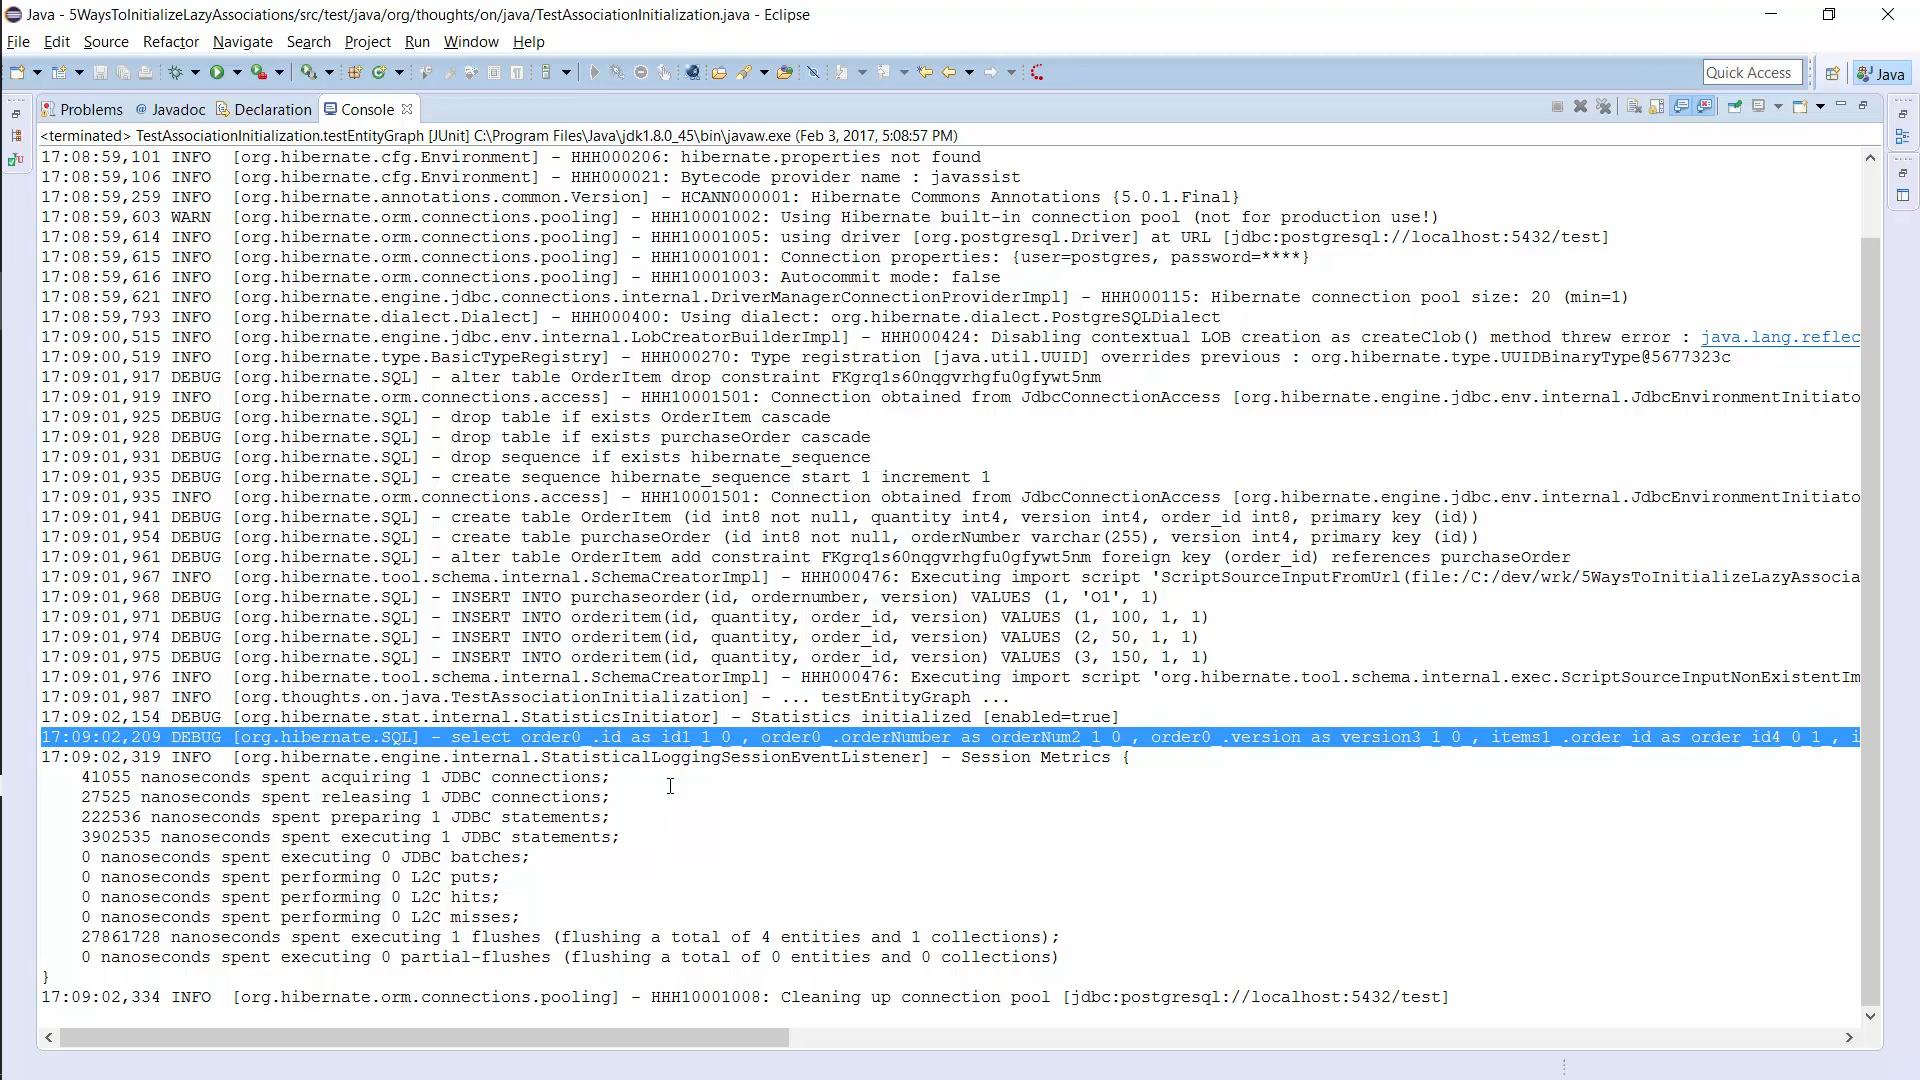 Java - 5WaysToInitializeLazyAssociations/src/test/java/org/thoughts/on/java/TestAssociationInitialization.java - Eclipse
File Edit Source Refactor Navigate Search Project Run Window Help
Quick Access Java
Problems @ Javadoc Declaration Console
<terminated> TestAssociationInitialization.testEntityGraph [JUnit] C:\Program Files\Java\jdk1.8.0_45\bin\javaw.exe (Feb 3, 2017, 5:08:57 PM)
17:08:59,101 INFO [org.hibernate.cfg.Environment] - HHH000206: hibernate.properties not found
17:08:59,106 INFO [org.hibernate.cfg.Environment] - HHH000021: Bytecode provider name : javassist
17:08:59,259 INFO [org.hibernate.annotations.common.Version] - HCANN000001: Hibernate Commons Annotations {5.0.1.Final}
17:08:59,603 WARN [org.hibernate.orm.connections.pooling] - HHH10001002: Using Hibernate built-in connection pool (not for production use!)
17:08:59,614 INFO [org.hibernate.orm.connections.pooling] - HHH10001005: using driver [org.postgresql.Driver] at URL [jdbc:postgresql://localhost:5432/test]
17:08:59,615 INFO [org.hibernate.orm.connections.pooling] - HHH10001001: Connection properties: {user=postgres, password=****}
17:08:59,616 INFO [org.hibernate.orm.connections.pooling] - HHH10001003: Autocommit mode: false
17:08:59,621 INFO [org.hibernate.engine.jdbc.connections.internal.DriverManagerConnectionProviderImpl] - HHH000115: Hibernate connection pool size: 20 (min=1)
17:08:59,793 INFO [org.hibernate.dialect.Dialect] - HHH000400: Using dialect: org.hibernate.dialect.PostgreSQLDialect
17:09:00,515 INFO [org.hibernate.engine.jdbc.env.internal.LobCreatorBuilderImpl] - HHH000424: Disabling contextual LOB creation as createClob() method threw error : java.lang.reflec
17:09:00,519 INFO [org.hibernate.type.BasicTypeRegistry] - HHH000270: Type registration [java.util.UUID] overrides previous : org.hibernate.type.UUIDBinaryType@5677323c
17:09:01,917 DEBUG [org.hibernate.SQL] - alter table OrderItem drop constraint FKgrq1s60nqgvrhgfu0gfywt5nm
17:09:01,919 INFO [org.hibernate.orm.connections.access] - HHH10001501: Connection obtained from JdbcConnectionAccess [org.hibernate.engine.jdbc.env.internal.JdbcEnvironmentInitiato
17:09:01,925 DEBUG [org.hibernate.SQL] - drop table if exists OrderItem cascade
17:09:01,928 DEBUG [org.hibernate.SQL] - drop table if exists purchaseOrder cascade
17:09:01,931 DEBUG [org.hibernate.SQL] - drop sequence if exists hibernate_sequence
17:09:01,935 DEBUG [org.hibernate.SQL] - create sequence hibernate_sequence start 1 increment 1
17:09:01,935 INFO [org.hibernate.orm.connections.access] - HHH10001501: Connection obtained from JdbcConnectionAccess [org.hibernate.engine.jdbc.env.internal.JdbcEnvironmentInitiato
17:09:01,941 DEBUG [org.hibernate.SQL] - create table OrderItem (id int8 not null, quantity int4, version int4, order_id int8, primary key (id))
17:09:01,954 DEBUG [org.hibernate.SQL] - create table purchaseOrder (id int8 not null, orderNumber varchar(255), version int4, primary key (id))
17:09:01,961 DEBUG [org.hibernate.SQL] - alter table OrderItem add constraint FKgrq1s60nqgvrhgfu0gfywt5nm foreign key (order_id) references purchaseOrder
17:09:01,967 INFO [org.hibernate.tool.schema.internal.SchemaCreatorImpl] - HHH000476: Executing import script 'ScriptSourceInputFromUrl(file:/C:/dev/wrk/5WaysToInitializeLazyAssocia
17:09:01,968 DEBUG [org.hibernate.SQL] - INSERT INTO purchaseorder(id, ordernumber, version) VALUES (1, 'O1', 1)
17:09:01,971 DEBUG [org.hibernate.SQL] - INSERT INTO orderitem(id, quantity, order_id, version) VALUES (1, 100, 1, 1)
17:09:01,974 DEBUG [org.hibernate.SQL] - INSERT INTO orderitem(id, quantity, order_id, version) VALUES (2, 50, 1, 1)
17:09:01,975 DEBUG [org.hibernate.SQL] - INSERT INTO orderitem(id, quantity, order_id, version) VALUES (3, 150, 1, 1)
17:09:01,976 INFO [org.hibernate.tool.schema.internal.SchemaCreatorImpl] - HHH000476: Executing import script 'org.hibernate.tool.schema.internal.exec.ScriptSourceInputNonExistentIm
17:09:01,987 INFO [org.thoughts.on.java.TestAssociationInitialization] - ... testEntityGraph ...
17:09:02,154 DEBUG [org.hibernate.stat.internal.StatisticsInitiator] - Statistics initialized [enabled=true]
17:09:02,209 DEBUG [org.hibernate.SQL] - select order0_.id as id1_1_0_, order0_.orderNumber as orderNum2_1_0_, order0_.version as version3_1_0_, items1_.order_id as order_id4_0_1_, i
17:09:02,319 INFO [org.hibernate.engine.internal.StatisticalLoggingSessionEventListener] - Session Metrics {
41055 nanoseconds spent acquiring 1 JDBC connections;
27525 nanoseconds spent releasing 1 JDBC connections;
222536 nanoseconds spent preparing 1 JDBC statements;
3902535 nanoseconds spent executing 1 JDBC statements;
0 nanoseconds spent executing 0 JDBC batches;
0 nanoseconds spent performing 0 L2C puts;
0 nanoseconds spent performing 0 L2C hits;
0 nanoseconds spent performing 0 L2C misses;
27861728 nanoseconds spent executing 1 flushes (flushing a total of 4 entities and 1 collections);
0 nanoseconds spent executing 0 partial-flushes (flushing a total of 0 entities and 0 collections)
}
17:09:02,334 INFO [org.hibernate.orm.connections.pooling] - HHH10001008: Cleaning up connection pool [jdbc:postgresql://localhost:5432/test]